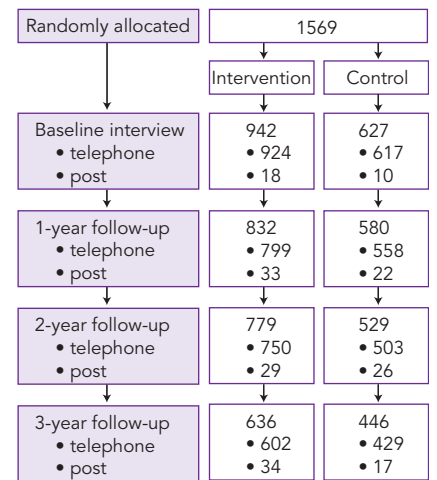 Randomly allocated
1569
Intervention
Control
Baseline interview
• telephone
• post
942
• 924
• 18
627
• 617
• 10
1-year follow-up
• telephone
• post
832
• 799
• 33
580
• 558
• 22
2-year follow-up
• telephone
• post
779
• 750
• 29
529
• 503
• 26
3-year follow-up
• telephone
• post
636
• 602
• 34
446
• 429
• 17